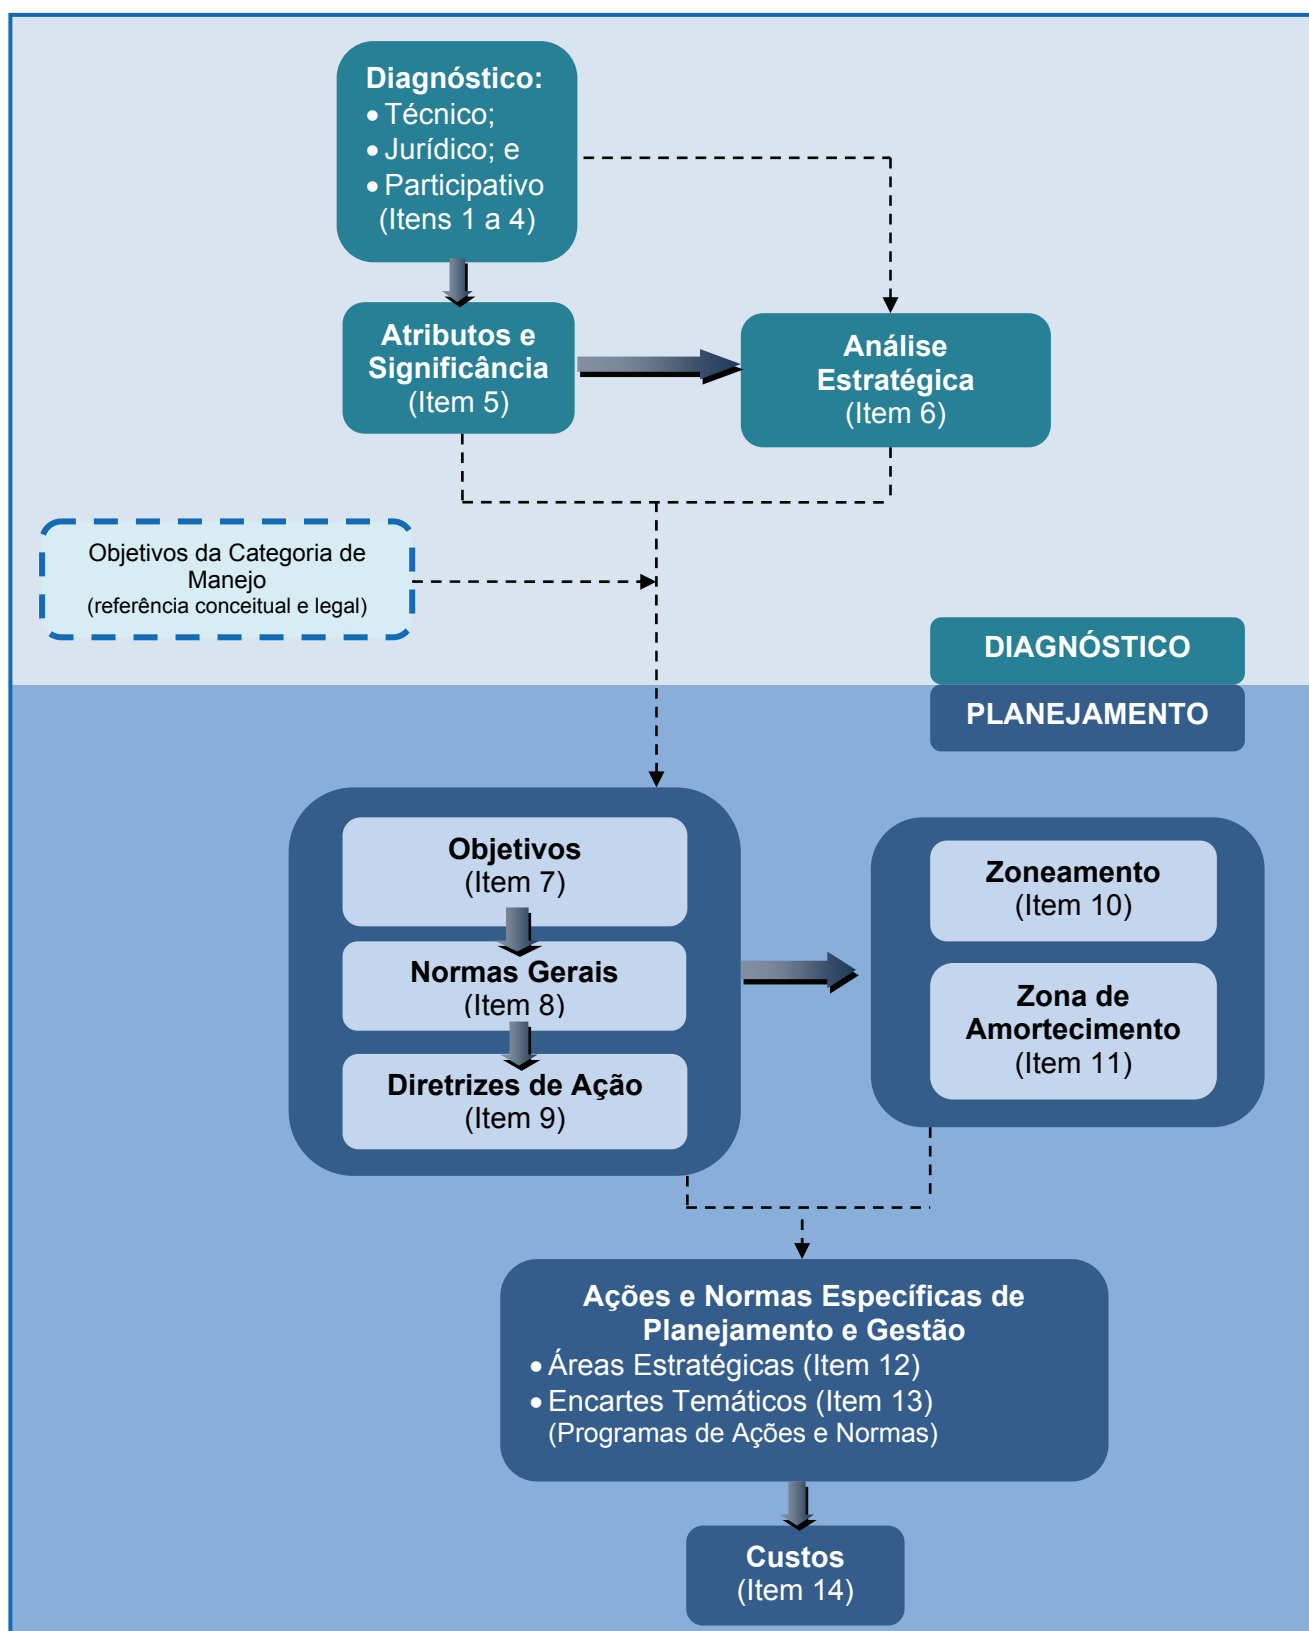 Diagnóstico:
• Técnico;
• Jurídico; e
• Participativo
(Itens 1 a 4)
Atributos e
Significância
(Item 5)
Análise
Estratégica
(Item 6)
Objetivos da Categoria de
Manejo
(referência conceitual e legal)
DIAGNÓSTICO
PLANEJAMENTO
Objetivos
(Item 7)
Normas Gerais
(Item 8)
Diretrizes de Ação
(Item 9)
Zoneamento
(Item 10)
Zona de
Amortecimento
(Item 11)
Ações e Normas Específicas de
Planejamento e Gestão
• Áreas Estratégicas (Item 12)
• Encartes Temáticos (Item 13)
(Programas de Ações e Normas)
Custos
(Item 14)